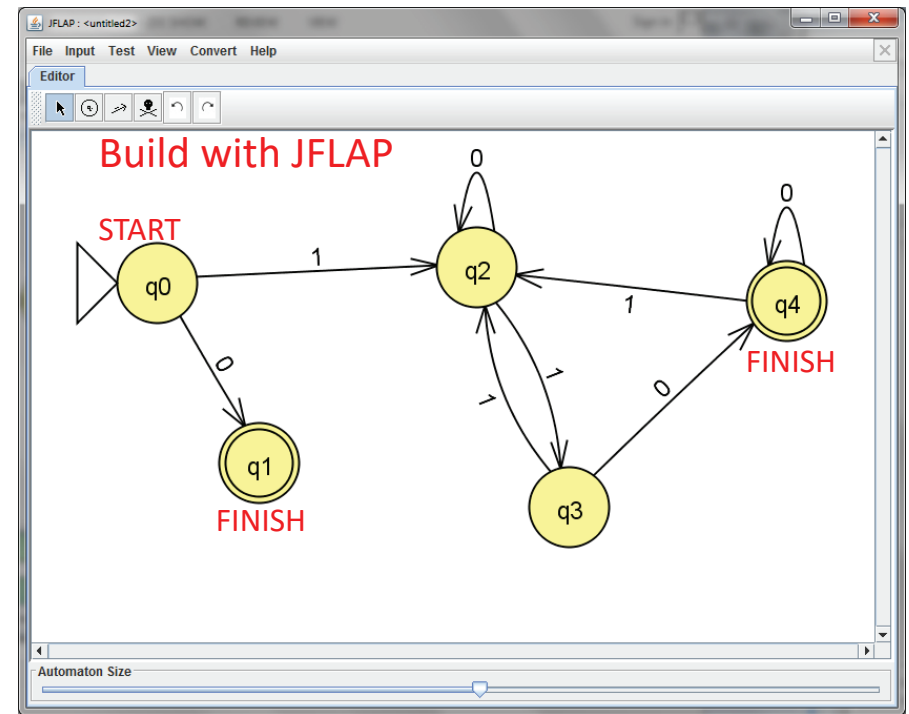 JFLAP : <untitled2>
File Input Test View Convert Help
Editor
Build with JFLAP
START
q0
1
0
q2
0
q4
1
FINISH
0
1
1
0
q1
FINISH
q3
Automaton Size